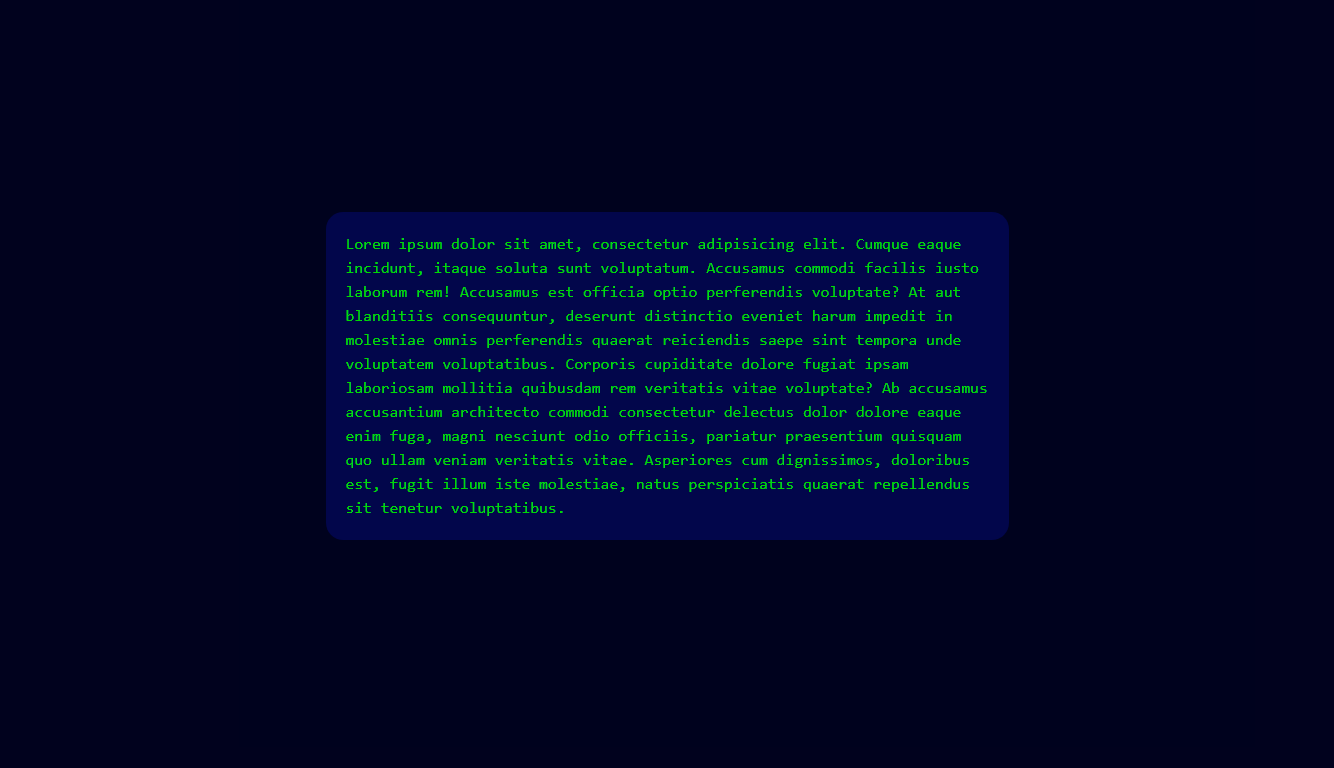 Lorem ipsum dolor sit amet, consectetur adipisicing elit. Cumque eaque
incidunt, itaque soluta sunt voluptatum. Accusamus commodi facilis iusto
laborum rem! Accusamus est officia optio perferendis voluptate? At aut
blanditiis consequuntur, deserunt distinctio eveniet harum impedit in
molestiae omnis perferendis quaerat reiciendis saepe sint tempora unde
voluptatem voluptatibus. Corporis cupiditate dolore fugiat ipsam
laboriosam mollitia quibusdam rem veritatis vitae voluptate? Ab accusamus
accusantium architecto commodi consectetur delectus dolor dolore eaque
enim fuga, magni nesciunt odio officiis, pariatur praesentium quisquam
quo ullam veniam veritatis vitae. Asperiores cum dignissimos, doloribus
est, fugit illum iste molestiae, natus perspiciatis quaerat repellendus
sit tenetur voluptatibus.